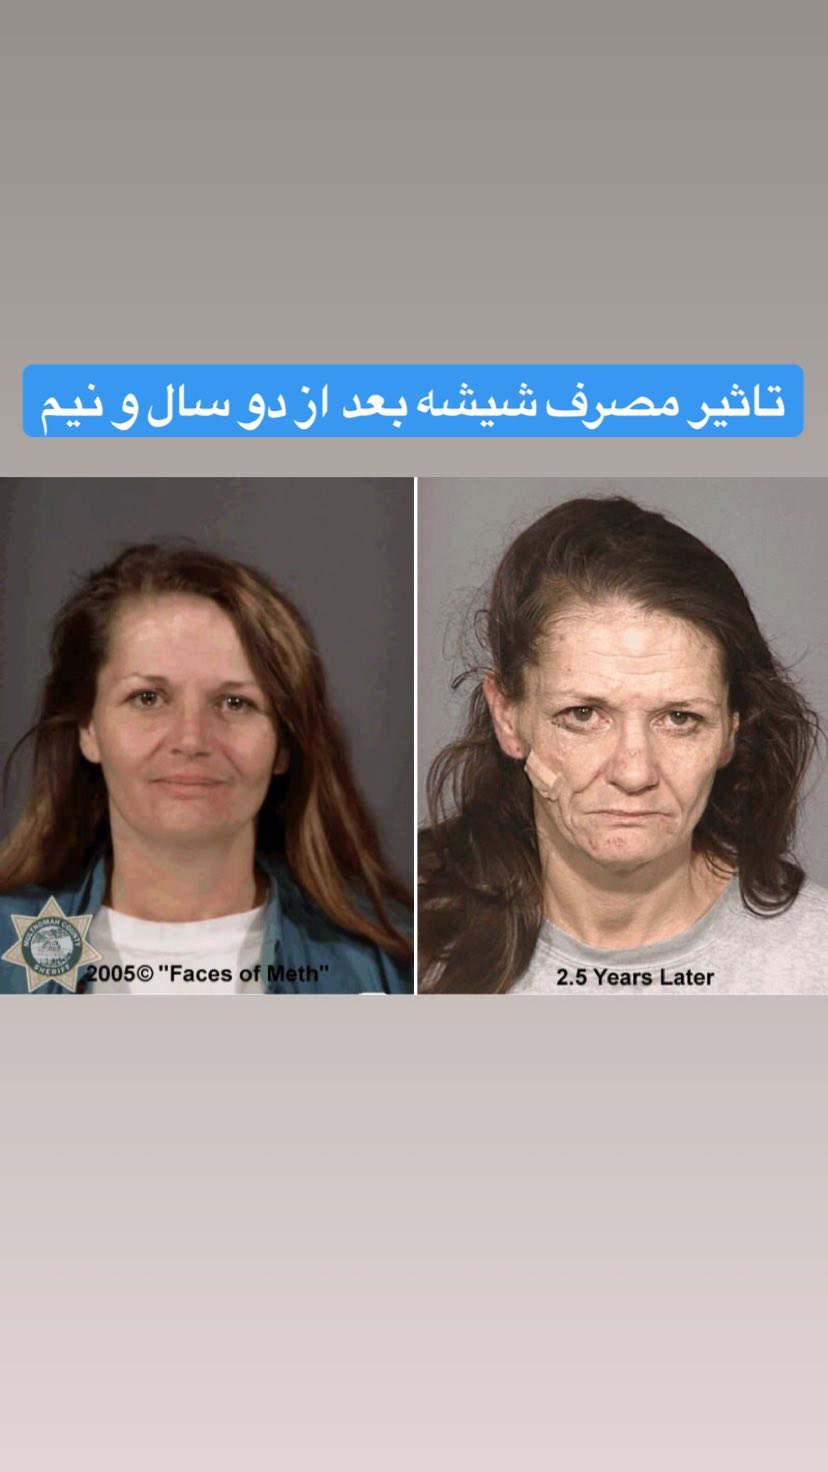 تاثیر مصرف شیشه بعد از دو سال و نیم
MULTNOMAH COUNTY
SHERIFF
2005© "Faces of Meth"
2.5 Years Later